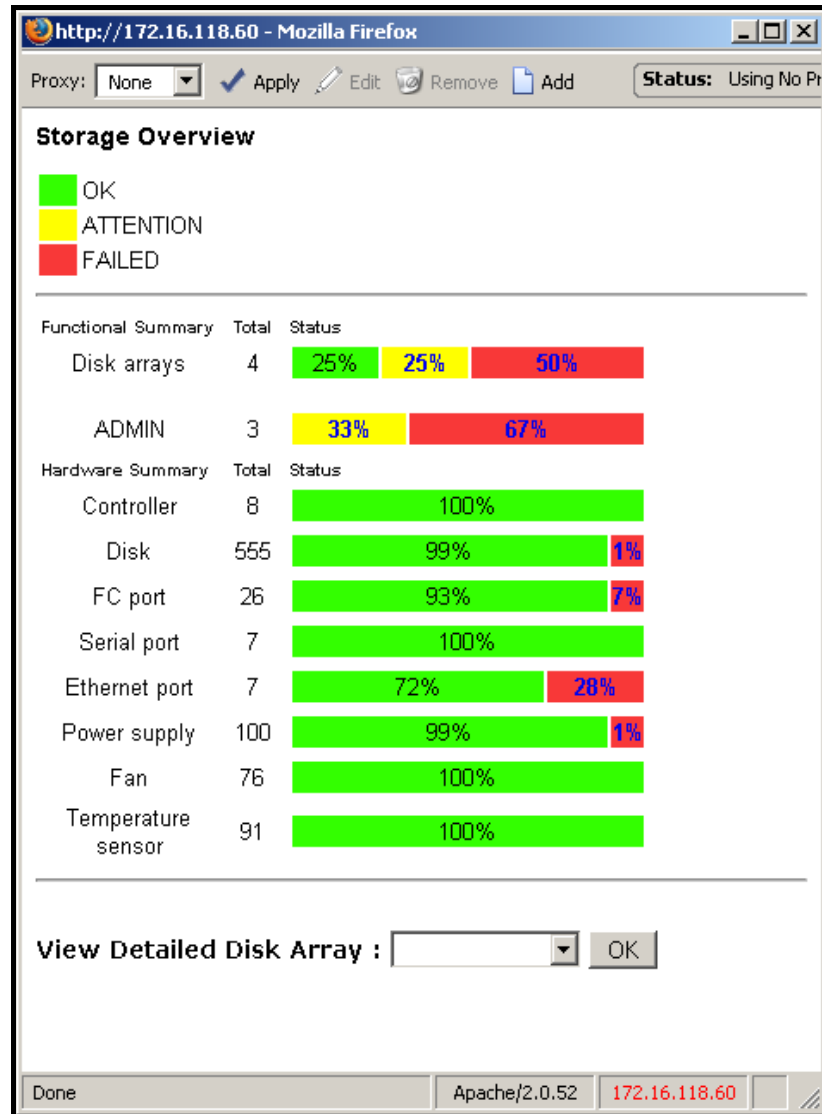 http://172.16.118.60 - Mozilla Firefox
Proxy: None Apply Edit Remove Add Status: Using No
Storage Overview
OK
ATTENTION
FAILED
Functional Summary Total Status
Disk arrays 4 25% 25% 50%
ADMIN 3 33% 67%
Hardware Summary Total Status
Controller 8 100%
Disk 555 99% 1%
FC port 26 93% 7%
Serial port 7 100%
Ethernet port 7 72% 28%
Power supply 100 99% 1%
Fan 76 100%
Temperature
sensor 91 100%
View Detailed Disk Array : OK
Done Apache/2.0.52 172.16.118.60